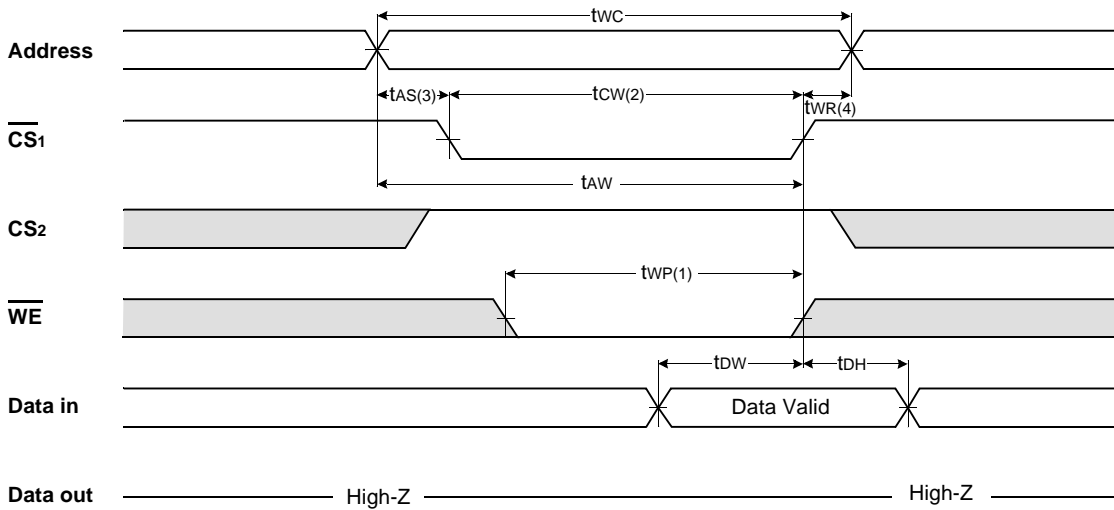 tWC
Address
tAS(3)
tCW(2)
tWR(4)
CS1
tAW
CS2
tWP(1)
WE
tDW
tDH
Data in
Data Valid
Data out
High-Z
High-Z